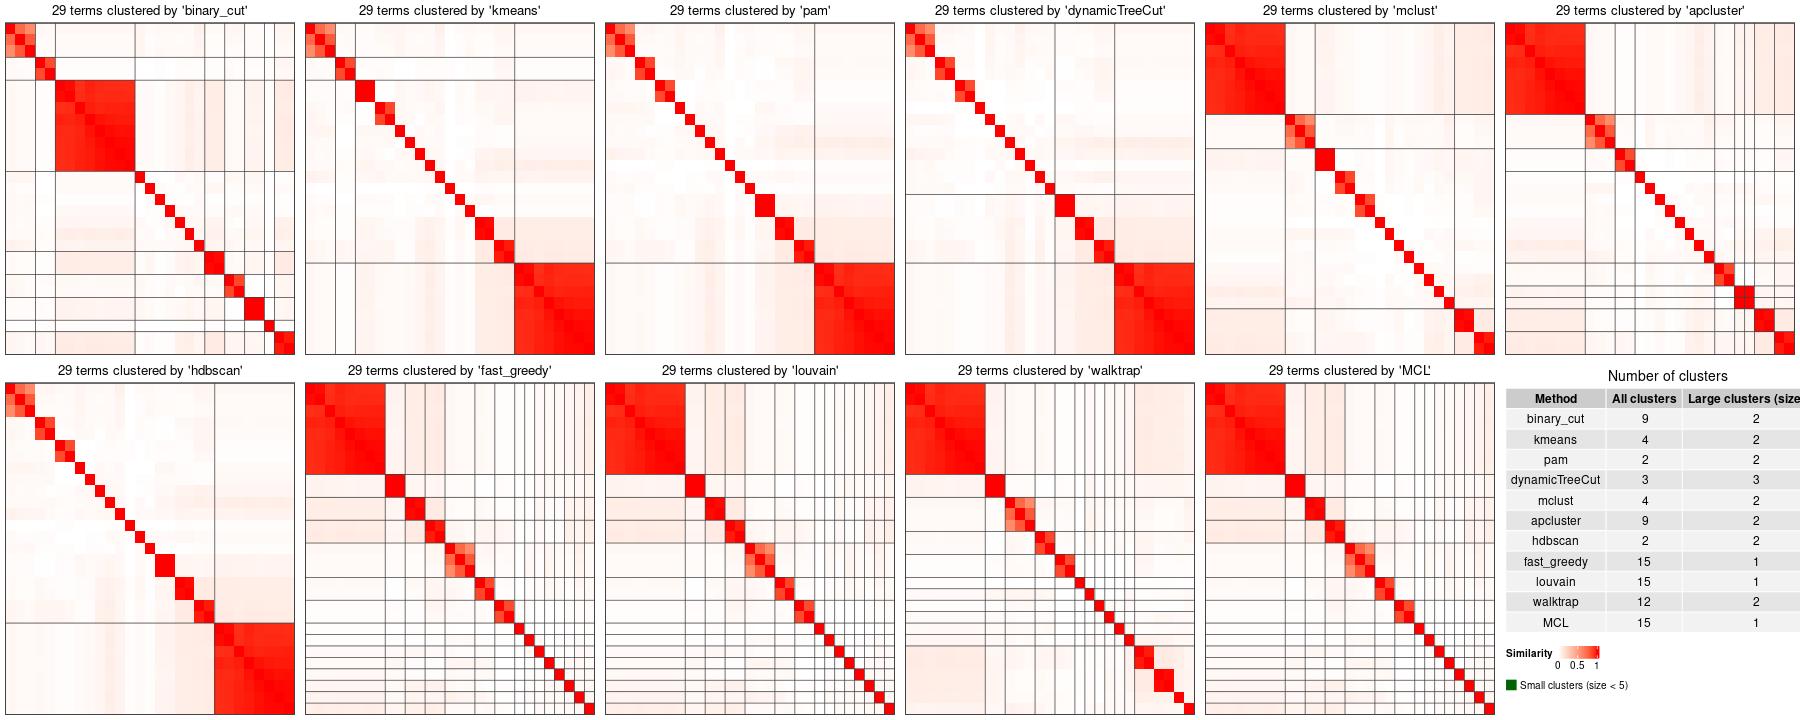 29 terms clustered by 'binary_cut'
29 terms clustered by 'kmeans'
29 terms clustered by 'pam'
29 terms clustered by 'dynamicTreeCut'
29 terms clustered by 'mclust'
29 terms clustered by 'apcluster'
29 terms clustered by 'hdbscan'
29 terms clustered by 'fast_greedy'
29 terms clustered by 'louvain'
29 terms clustered by 'walktrap'
29 terms clustered by 'MCL'
Number of clusters
Method All clusters Large clusters (size
binary_cut 9 2
kmeans 4 2
pam 2 2
dynamicTreeCut 3 3
mclust 4 2
apcluster 9 2
hdbscan 2 2
fast_greedy 15 1
louvain 15 1
walktrap 12 2
MCL 15 1
Similarity
0 0.5 1
Small clusters (size < 5)